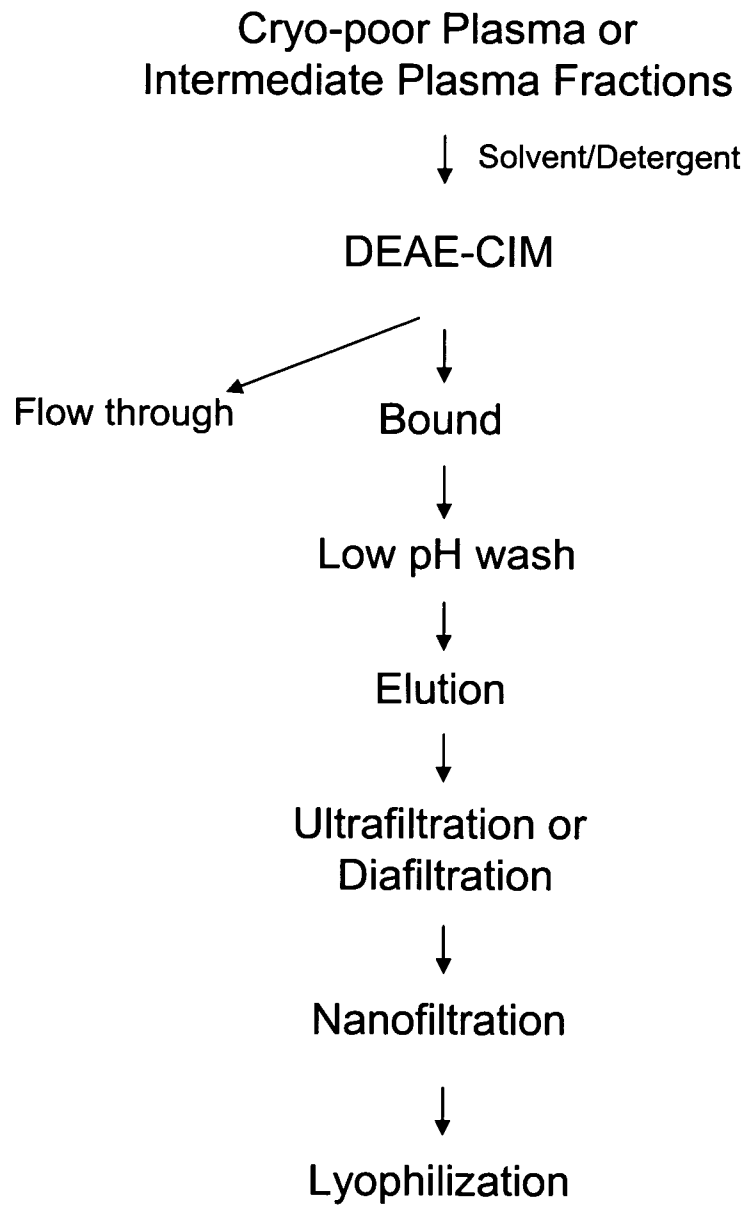 Cryo-poor Plasma or
Intermediate Plasma Fractions
Solvent/Detergent
DEAE-CIM
Flow through
Bound
Low pH wash
Elution
Ultrafiltration or
Diafiltration
Nanofiltration
Lyophilization